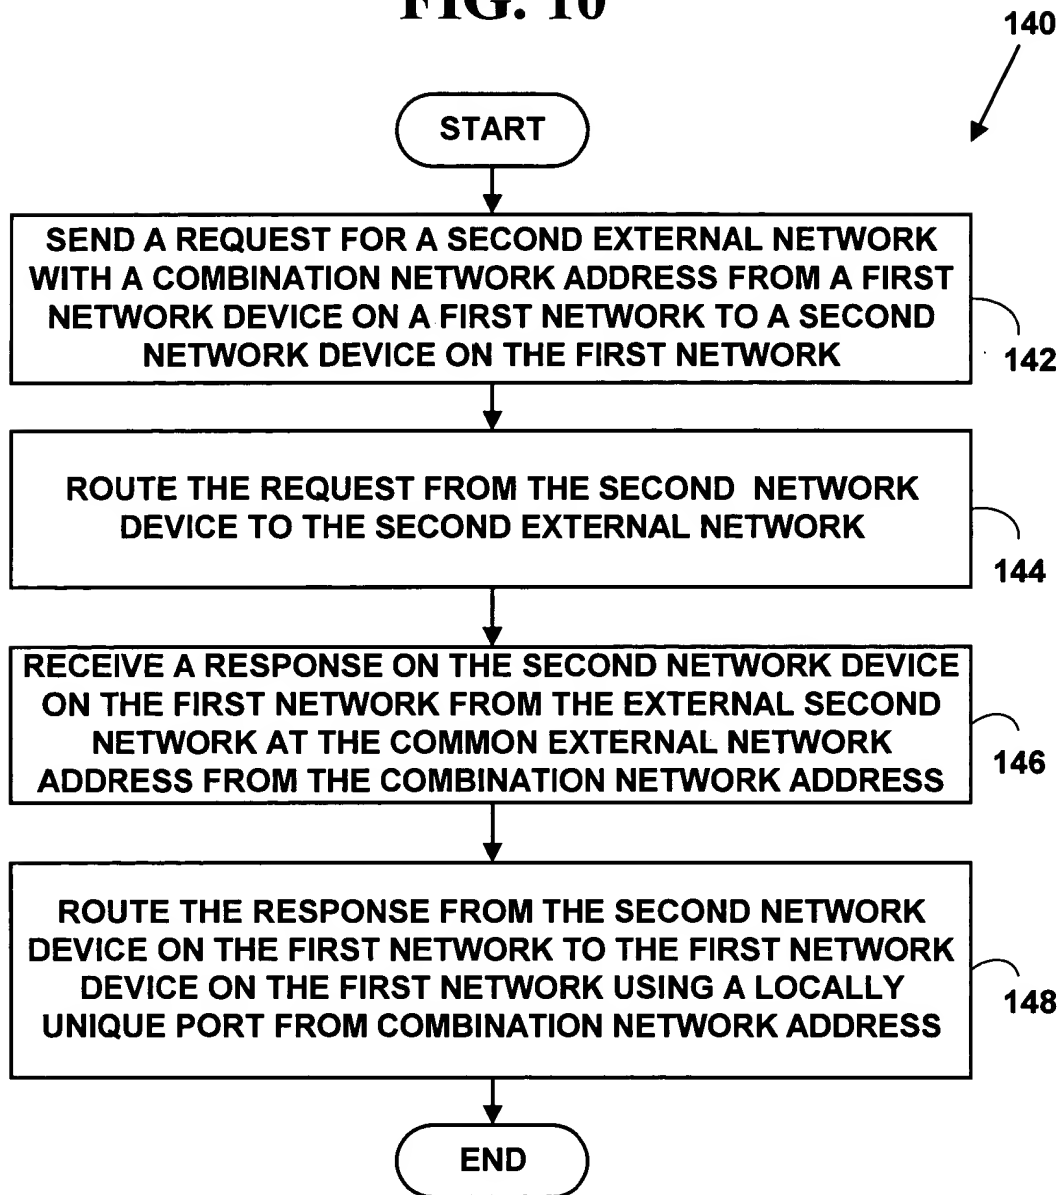 FIG. 10
140
START
SEND A REQUEST FOR A SECOND EXTERNAL NETWORK
WITH A COMBINATION NETWORK ADDRESS FROM A FIRST
NETWORK DEVICE ON A FIRST NETWORK TO A SECOND
NETWORK DEVICE ON THE FIRST NETWORK
142
ROUTE THE REQUEST FROM THE SECOND NETWORK
DEVICE TO THE SECOND EXTERNAL NETWORK
144
RECEIVE A RESPONSE ON THE SECOND NETWORK DEVICE
ON THE FIRST NETWORK FROM THE EXTERNAL SECOND
NETWORK AT THE COMMON EXTERNAL NETWORK
ADDRESS FROM THE COMBINATION NETWORK ADDRESS
146
ROUTE THE RESPONSE FROM THE SECOND NETWORK
DEVICE ON THE FIRST NETWORK TO THE FIRST NETWORK
DEVICE ON THE FIRST NETWORK USING A LOCALLY
UNIQUE PORT FROM COMBINATION NETWORK ADDRESS
148
END